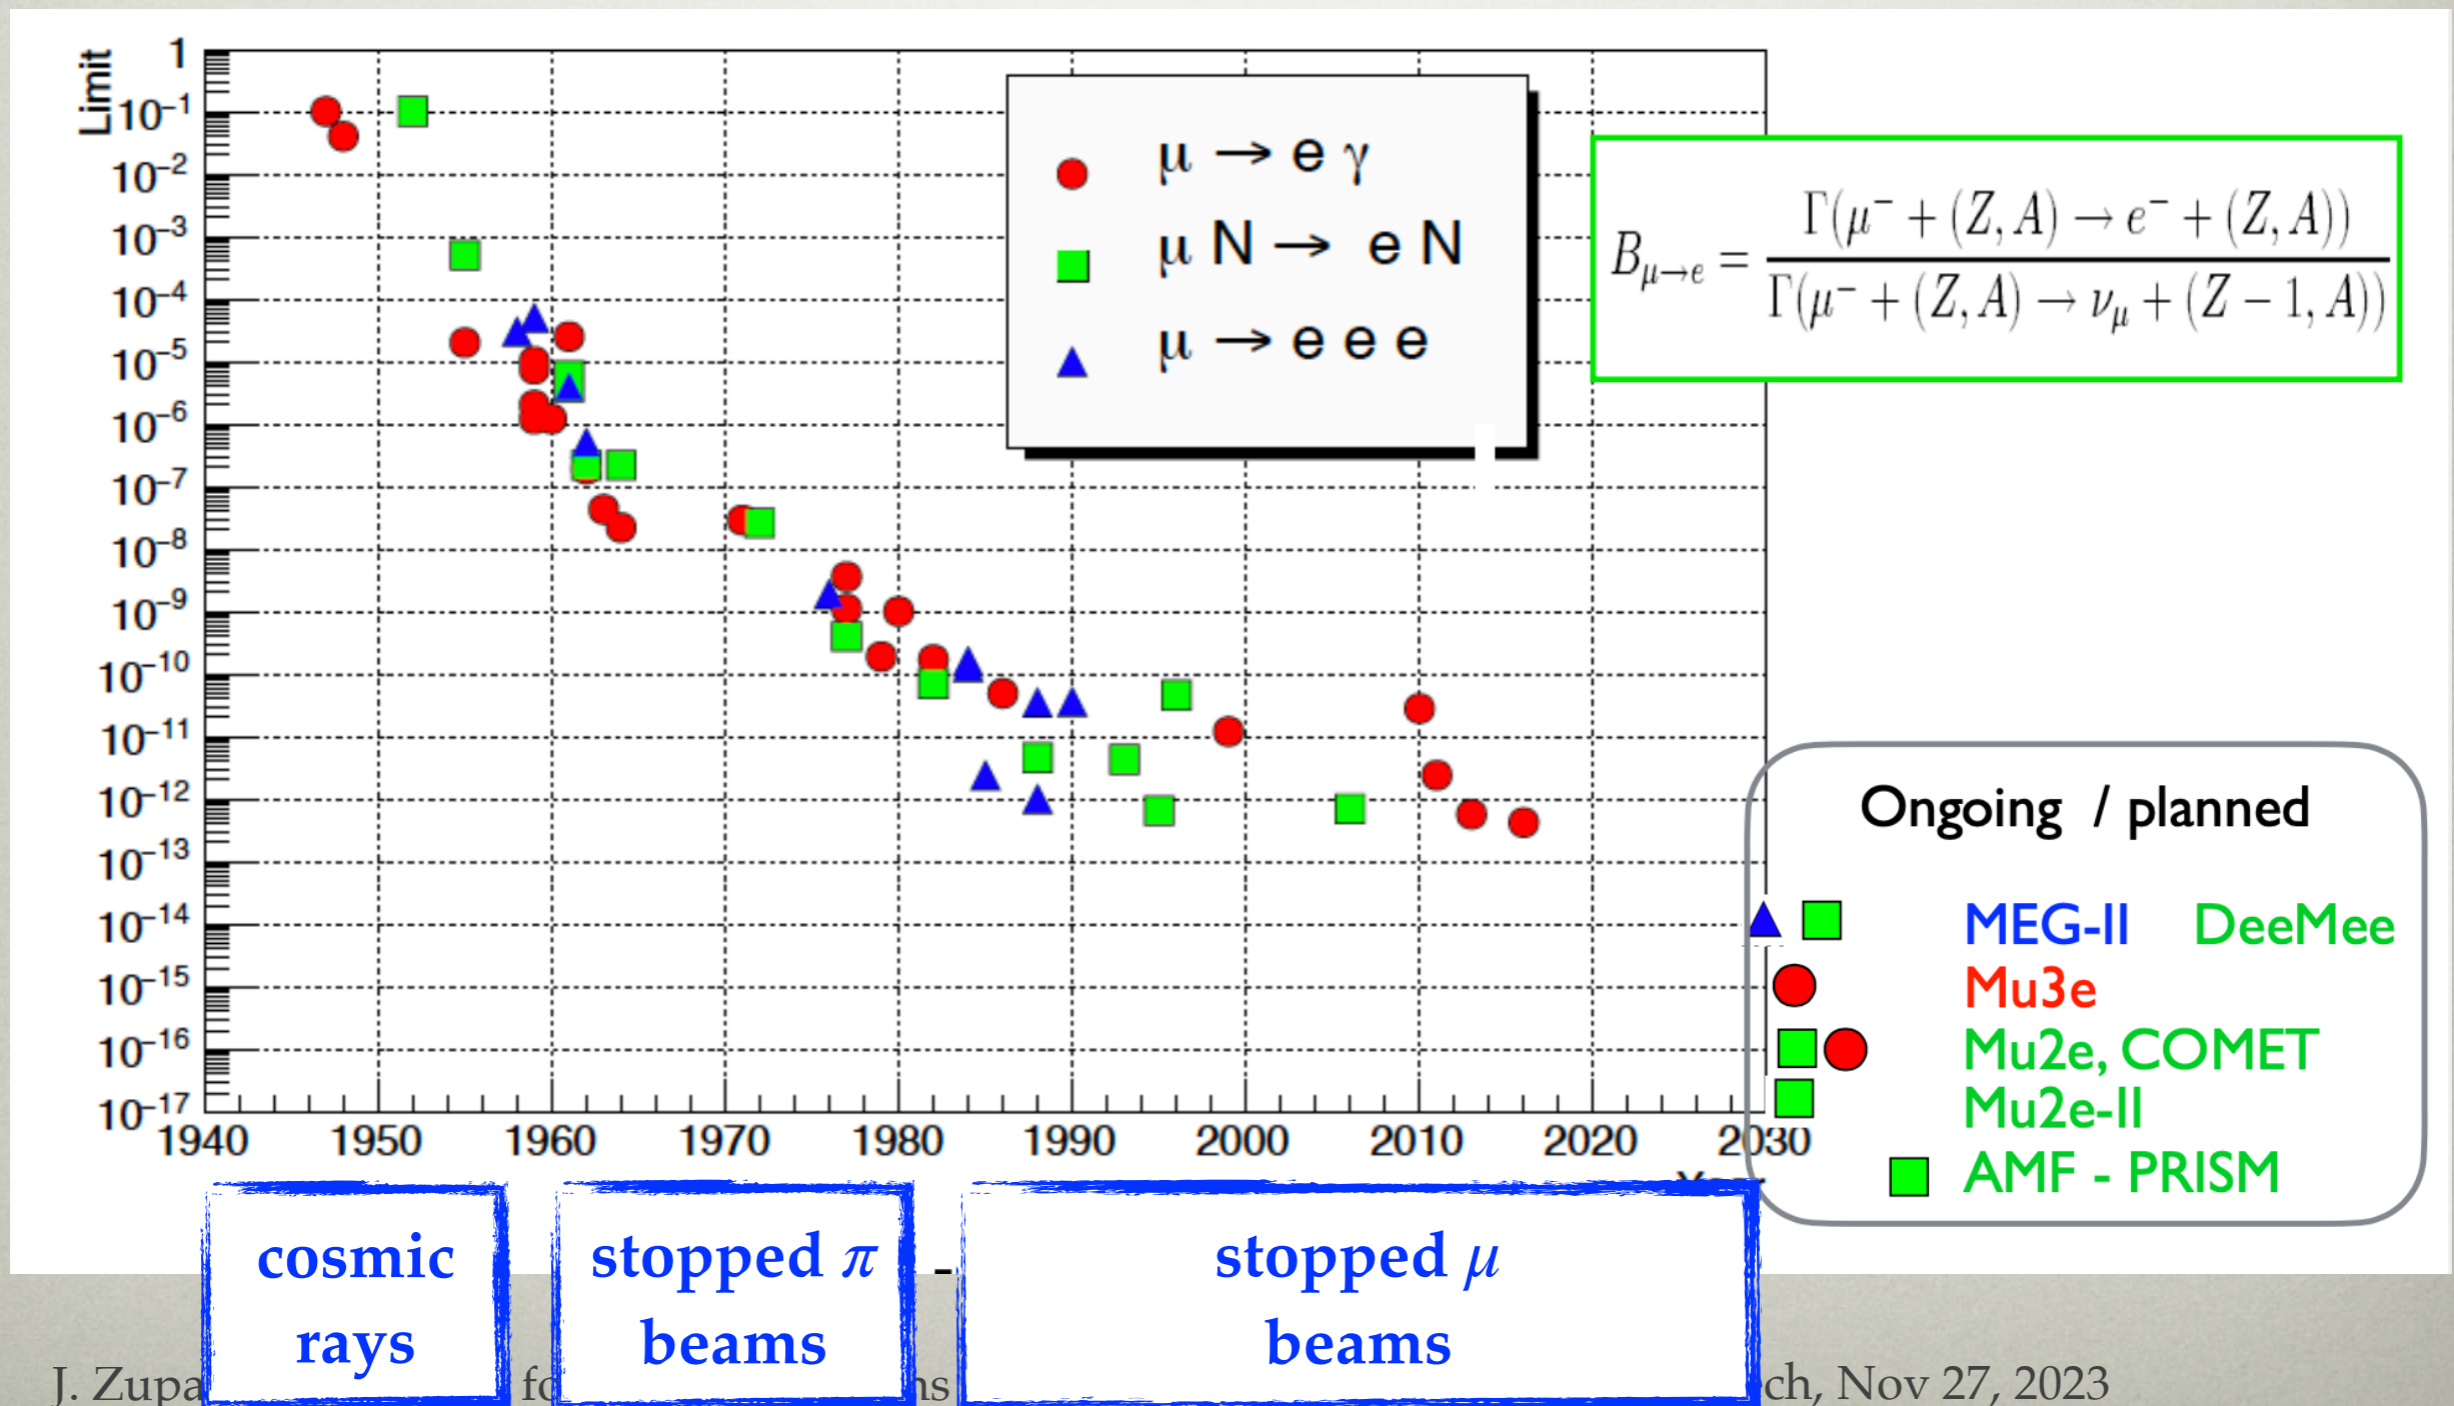 Limit
1
10⁻¹
10⁻²
10⁻³
10⁻⁴
10⁻⁵
10⁻⁶
10⁻⁷
10⁻⁸
10⁻⁹
10⁻¹⁰
10⁻¹¹
10⁻¹²
10⁻¹³
10⁻¹⁴
10⁻¹⁵
10⁻¹⁶
10⁻¹⁷
1940 1950 1960 1970 1980 1990 2000 2010 2020 2030
μ → e γ
μ N → e N
μ → e e e
B_{μ→e} = Γ(μ⁻ + (Z, A) → e⁻ + (Z, A))
Γ(μ⁻ + (Z, A) → ν_μ + (Z − 1, A))
Ongoing / planned
MEG-II DeeMee
Mu3e
Mu2e, COMET
Mu2e-II
AMF - PRISM
cosmic
rays
stopped π
beams
-
stopped μ
beams
J. Zupa
ch, Nov 27, 2023